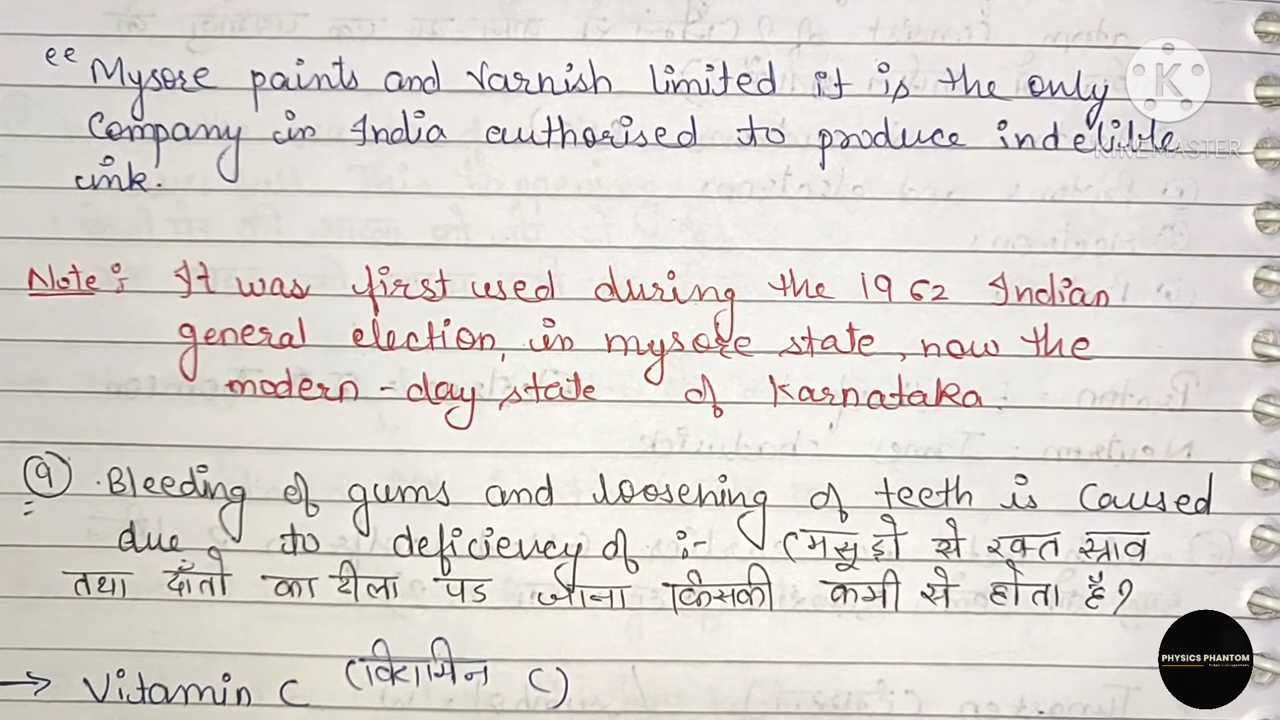 “ Mysore paints and Varnish limited it is the only
Company in India authorised to produce indelible
ink.
Note: It was first used during the 1962 Indian
general election, in mysore state, now the
modern-day state of Karnataka.
(9) Bleeding of gums and loosening of teeth is caused
due to deficiency of :- (मसूड़ो से रक्त स्राव
तथा दाँतो का ढीला पड जाना किसकी कमी से होता है?
→ Vitamin C (विटामिन C)
K
KINEMASTER
PHYSICS PHANTOM